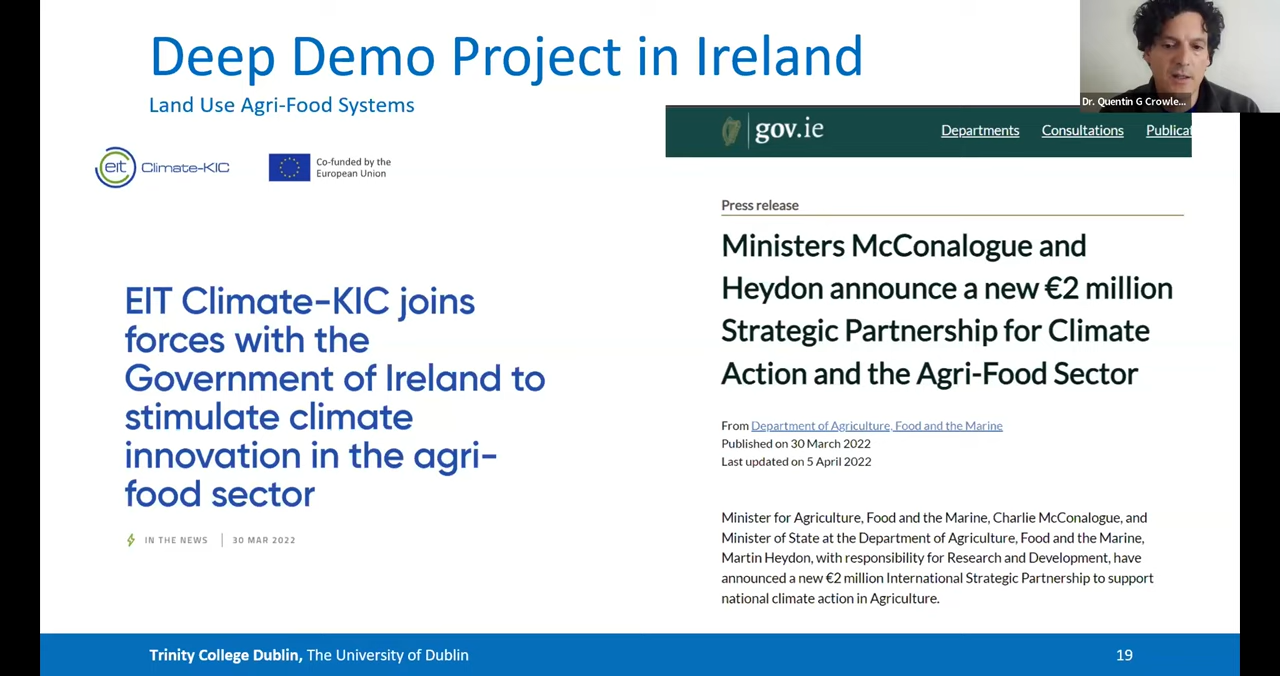 Deep Demo Project in Ireland
Land Use Agri-Food Systems
Dr. Quentin G Crowle...
eit Climate-KIC
Co-funded by the
European Union
EIT Climate-KIC joins
forces with the
Government of Ireland to
stimulate climate
innovation in the agri-
food sector
IN THE NEWS | 30 MAR 2022
gov.ie
Departments Consultations Publicat
Press release
Ministers McConalogue and
Heydon announce a new €2 million
Strategic Partnership for Climate
Action and the Agri-Food Sector
From Department of Agriculture, Food and the Marine
Published on 30 March 2022
Last updated on 5 April 2022
Minister for Agriculture, Food and the Marine, Charlie McConalogue, and
Minister of State at the Department of Agriculture, Food and the Marine,
Martin Heydon, with responsibility for Research and Development, have
announced a new €2 million International Strategic Partnership to support
national climate action in Agriculture.
Trinity College Dublin, The University of Dublin
19